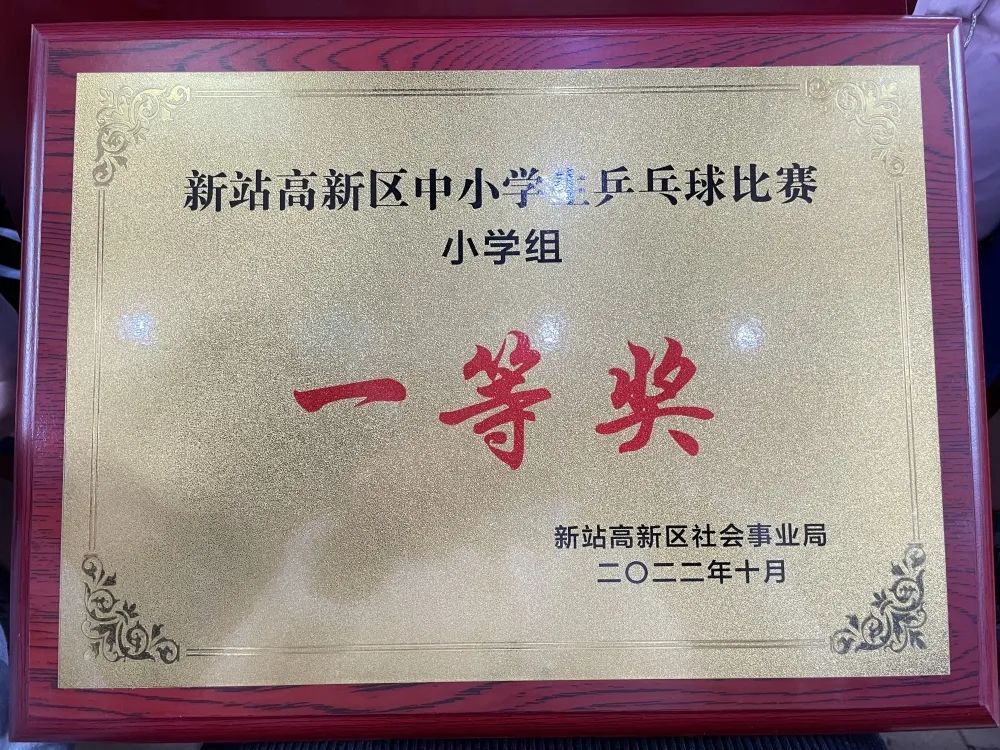 新站高新区中小学生乒乓球比赛
小学组
一等奖
新站高新区社会事业局
二〇二二年十月